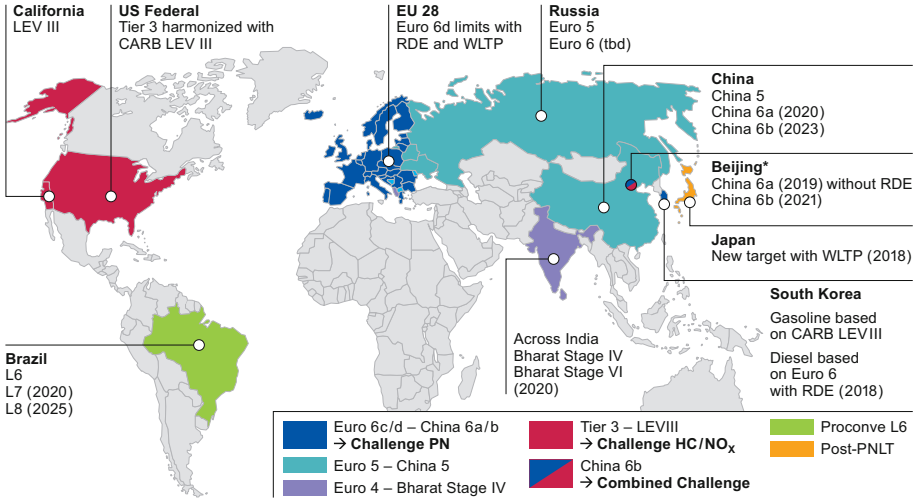 California
LEV III
US Federal
Tier 3 harmonized with
CARB LEV III
EU 28
Euro 6d limits with
RDE and WLTP
Russia
Euro 5
Euro 6 (tbd)
China
China 5
China 6a (2020)
China 6b (2023)
Beijing*
China 6a (2019) without RDE
China 6b (2021)
Japan
New target with WLTP (2018)
South Korea
Gasoline based
on CARB LEVIII
Diesel based
on Euro 6
with RDE (2018)
Across India
Bharat Stage IV
Bharat Stage VI
(2020)
Brazil
L6
L7 (2020)
L8 (2025)
Euro 6c/d – China 6a/b
→ Challenge PN
Euro 5 – China 5
Euro 4 – Bharat Stage IV
Tier 3 – LEVIII
→ Challenge HC/NOx
China 6b
→ Combined Challenge
Proconve L6
Post-PNLT